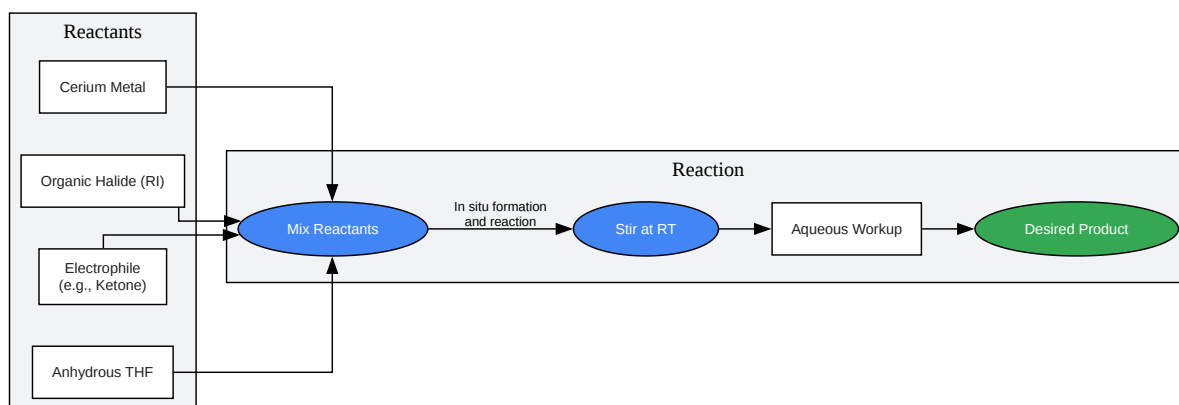 Reactants
Cerium Metal
Organic Halide (RI)
Electrophile
(e.g., Ketone)
Anhydrous THF
Reaction
Mix Reactants
In situ formation
and reaction
Stir at RT
Aqueous Workup
Desired Product